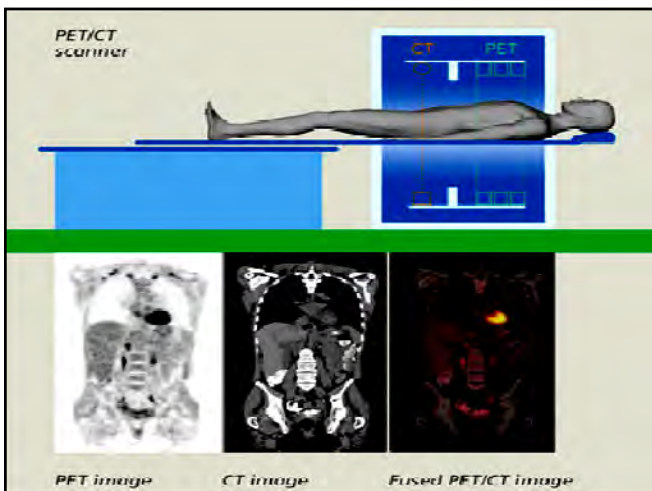 PET/CT
scanner
CT
PET
PET image
CT image
Fused PET/CT image